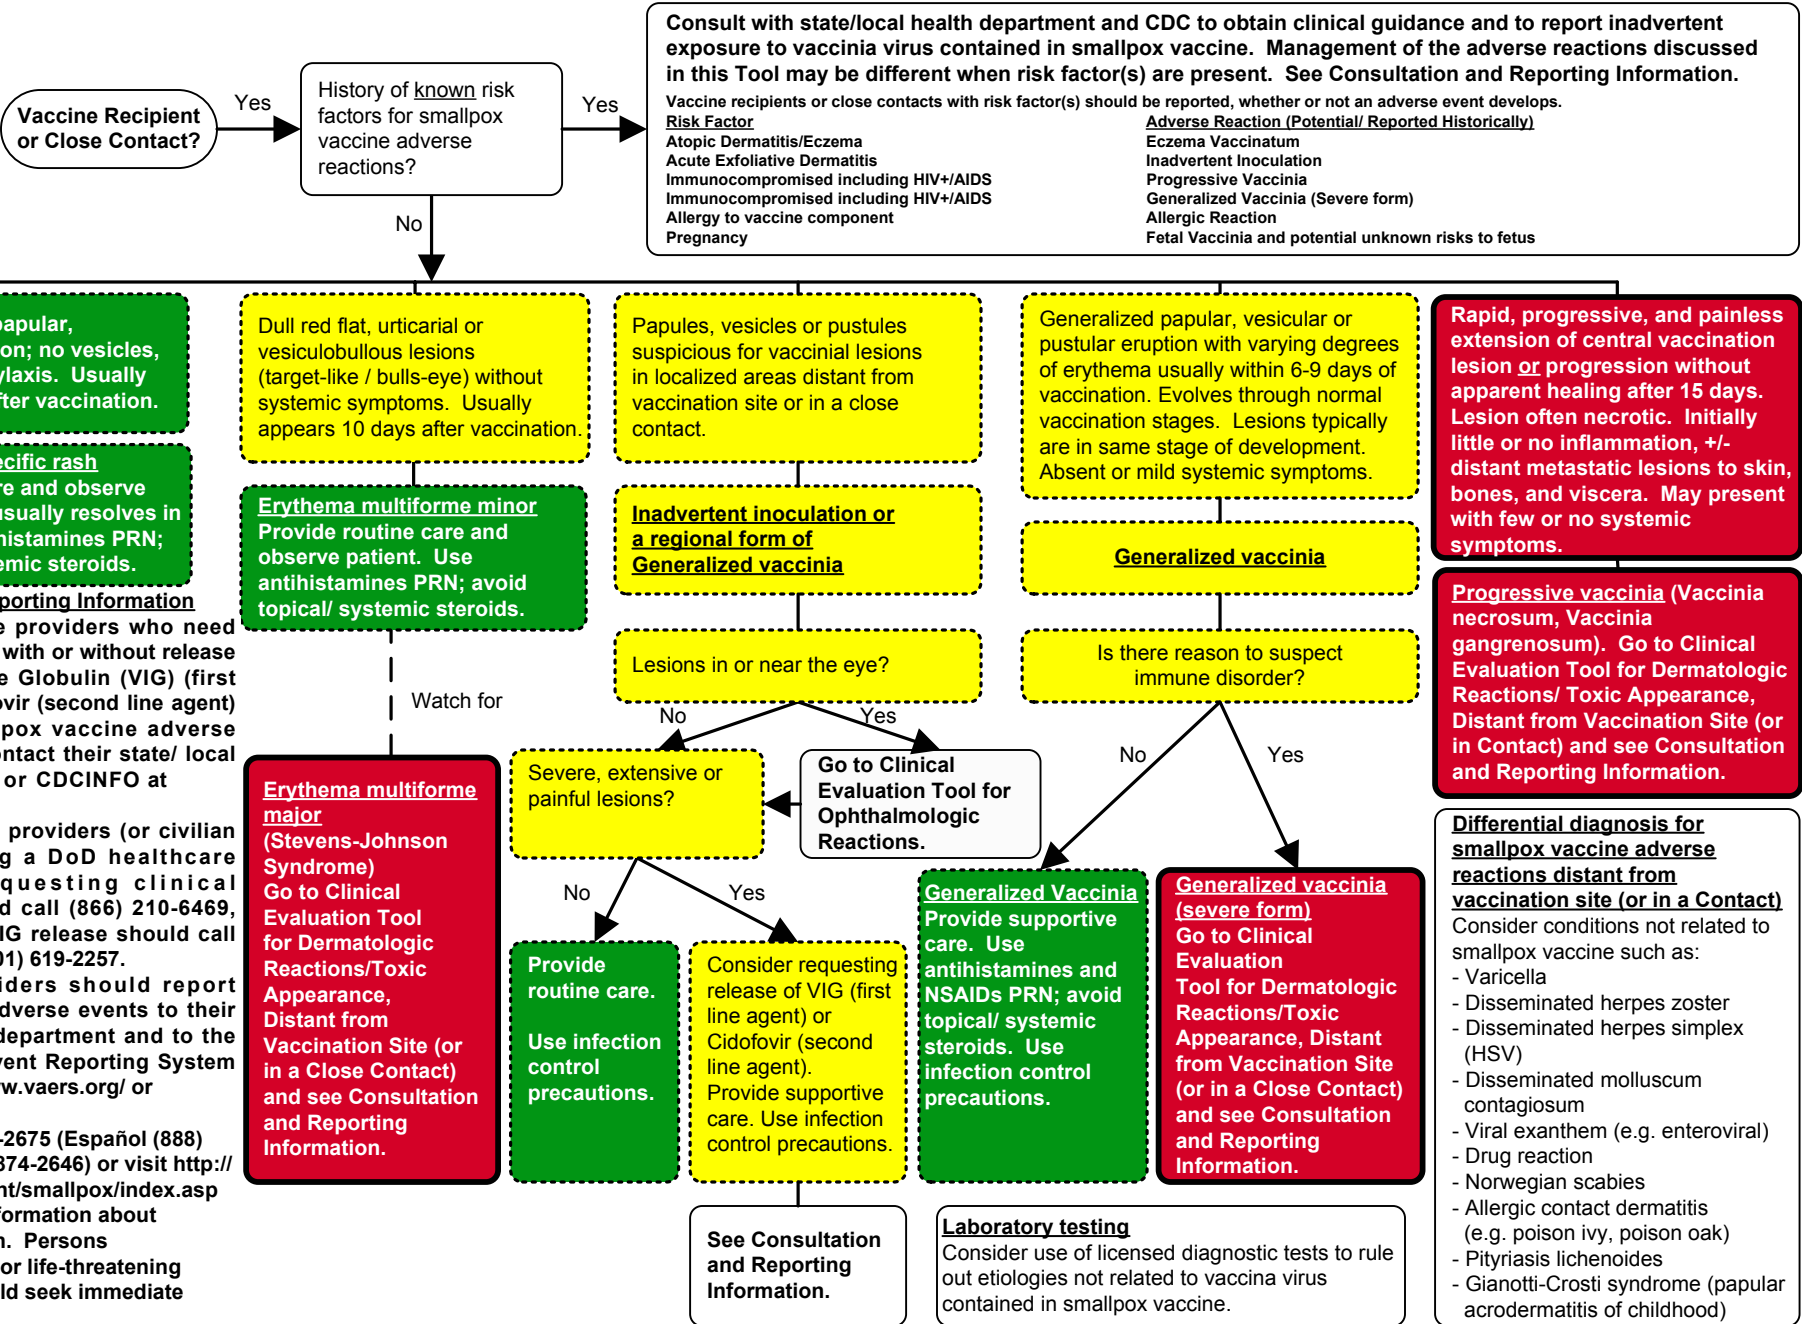 Consult with state/local health department and CDC to obtain clinical guidance and to report inadvertent
exposure to vaccinia virus contained in smallpox vaccine. Management of the adverse reactions discussed
in this Tool may be different when risk factor(s) are present. See Consultation and Reporting Information.
Vaccine recipients or close contacts with risk factor(s) should be reported, whether or not an adverse event develops.
Risk Factor Adverse Reaction (Potential/ Reported Historically)
Atopic Dermatitis/Eczema Eczema Vaccinatum
Acute Exfoliative Dermatitis Inadvertent Inoculation
Immunocompromised including HIV+/AIDS Progressive Vaccinia
Immunocompromised including HIV+/AIDS Generalized Vaccinia (Severe form)
Allergy to vaccine component Allergic Reaction
Pregnancy Fetal Vaccinia and potential unknown risks to fetus
Vaccine Recipient
or Close Contact?
Yes
History of known risk
factors for smallpox
vaccine adverse
reactions?
Yes
No
papular,
on; no vesicles,
ylaxis. Usually
fter vaccination.
ecific rash
re and observe
usually resolves in
histamines PRN;
emic steroids.
porting Information
e providers who need
with or without release
e Globulin (VIG) (first
ovir (second line agent)
lpox vaccine adverse
ontact their state/ local
or CDCINFO at
providers (or civilian
g a DoD healthcare
questing clinical
d call (866) 210-6469,
IG release should call
01) 619-2257.
iders should report
adverse events to their
department and to the
vent Reporting System
ww.vaers.org/ or
-2675 (Español (888)
874-2646) or visit http://
nt/smallpox/index.asp
formation about
n. Persons
or life-threatening
ld seek immediate
Dull red flat, urticarial or
vesiculobullous lesions
(target-like / bulls-eye) without
systemic symptoms. Usually
appears 10 days after vaccination.
Erythema multiforme minor
Provide routine care and
observe patient. Use
antihistamines PRN; avoid
topical/ systemic steroids.
Watch for
Erythema multiforme
major
(Stevens-Johnson
Syndrome)
Go to Clinical
Evaluation Tool
for Dermatologic
Reactions/Toxic
Appearance,
Distant from
Vaccination Site (or
in a Close Contact)
and see Consultation
and Reporting
Information.
Papules, vesicles or pustules
suspicious for vaccinial lesions
in localized areas distant from
vaccination site or in a close
contact.
Inadvertent inoculation or
a regional form of
Generalized vaccinia
Lesions in or near the eye?
No
Yes
Severe, extensive or
painful lesions?
Go to Clinical
Evaluation Tool for
Ophthalmologic
Reactions.
No
Yes
Provide
routine care.
Use infection
control
precautions.
Consider requesting
release of VIG (first
line agent) or
Cidofovir (second
line agent).
Provide supportive
care. Use infection
control precautions.
See Consultation
and Reporting
Information.
Generalized papular, vesicular or
pustular eruption with varying degrees
of erythema usually within 6-9 days of
vaccination. Evolves through normal
vaccination stages. Lesions typically
are in same stage of development.
Absent or mild systemic symptoms.
Generalized vaccinia
Is there reason to suspect
immune disorder?
No
Yes
Generalized Vaccinia
Provide supportive
care. Use
antihistamines and
NSAIDs PRN; avoid
topical/ systemic
steroids. Use
infection control
precautions.
Generalized vaccinia
(severe form)
Go to Clinical
Evaluation
Tool for Dermatologic
Reactions/Toxic
Appearance, Distant
from Vaccination Site
(or in a Close Contact)
and see Consultation
and Reporting
Information.
Laboratory testing
Consider use of licensed diagnostic tests to rule
out etiologies not related to vaccina virus
contained in smallpox vaccine.
Rapid, progressive, and painless
extension of central vaccination
lesion or progression without
apparent healing after 15 days.
Lesion often necrotic. Initially
little or no inflammation, +/-
distant metastatic lesions to skin,
bones, and viscera. May present
with few or no systemic
symptoms.
Progressive vaccinia (Vaccinia
necrosum, Vaccinia
gangrenosum). Go to Clinical
Evaluation Tool for Dermatologic
Reactions/ Toxic Appearance,
Distant from Vaccination Site (or
in Contact) and see Consultation
and Reporting Information.
Differential diagnosis for
smallpox vaccine adverse
reactions distant from
vaccination site (or in a Contact)
Consider conditions not related to
smallpox vaccine such as:
- Varicella
- Disseminated herpes zoster
- Disseminated herpes simplex
(HSV)
- Disseminated molluscum
contagiosum
- Viral exanthem (e.g. enteroviral)
- Drug reaction
- Norwegian scabies
- Allergic contact dermatitis
(e.g. poison ivy, poison oak)
- Pityriasis lichenoides
- Gianotti-Crosti syndrome (papular
acrodermatitis of childhood)